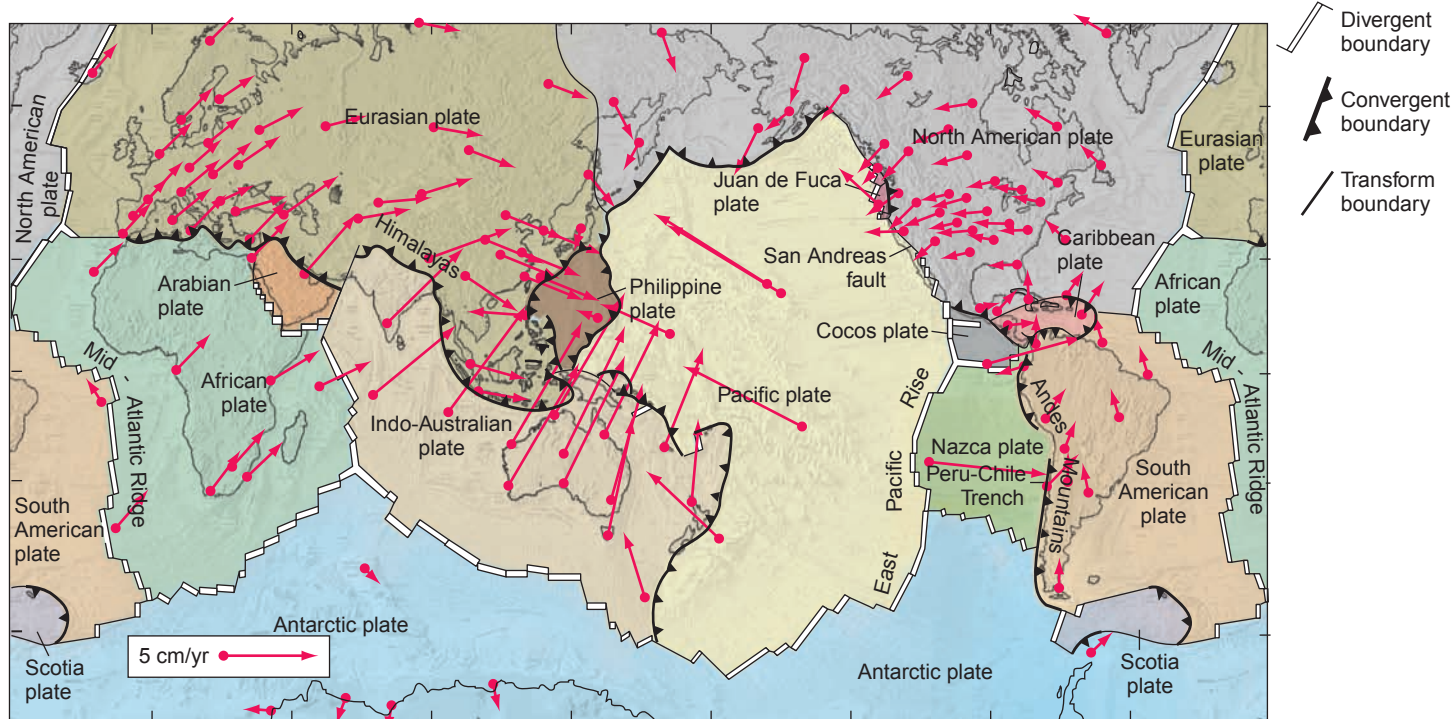 Divergent
boundary
Convergent
boundary
Transform
boundary
North American
plate
Eurasian plate
North American plate
Eurasian
plate
Juan de Fuca
plate
Himalayas
San Andreas
fault
Caribbean
plate
Arabian
plate
Philippine
plate
African
plate
Cocos plate
Mid - Atlantic Ridge
African
plate
Indo-Australian
plate
Pacific plate
East Pacific Rise
Andes
Mountains
Mid - Atlantic Ridge
Nazca plate
Peru-Chile
Trench
South
American
plate
South
American
plate
Antarctic plate
5 cm/yr
Scotia
plate
Antarctic plate
Scotia
plate